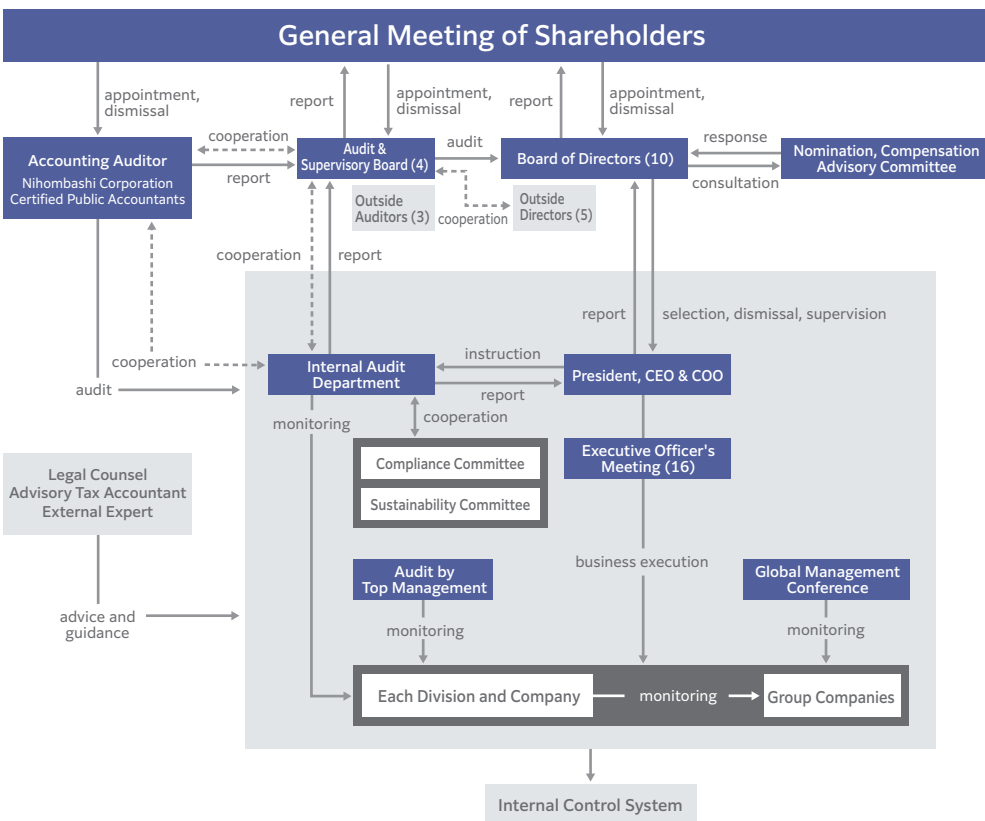 General Meeting of Shareholders
appointment,
dismissal
report
appointment,
dismissal
report
appointment,
dismissal
Accounting Auditor
Nihombashi Corporation
Certified Public Accountants
cooperation
report
Audit &
Supervisory Board (4)
audit
Board of Directors (10)
response
consultation
Nomination, Compensation
Advisory Committee
Outside
Auditors (3)
cooperation
Outside
Directors (5)
cooperation
report
report
selection, dismissal, supervision
cooperation
audit
Internal Audit
Department
instruction
report
President, CEO & COO
monitoring
cooperation
Compliance Committee
Sustainability Committee
Executive Officer's
Meeting (16)
Legal Counsel
Advisory Tax Accountant
External Expert
advice and
guidance
business execution
Audit by
Top Management
monitoring
Global Management
Conference
monitoring
Each Division and Company
monitoring
Group Companies
Internal Control System